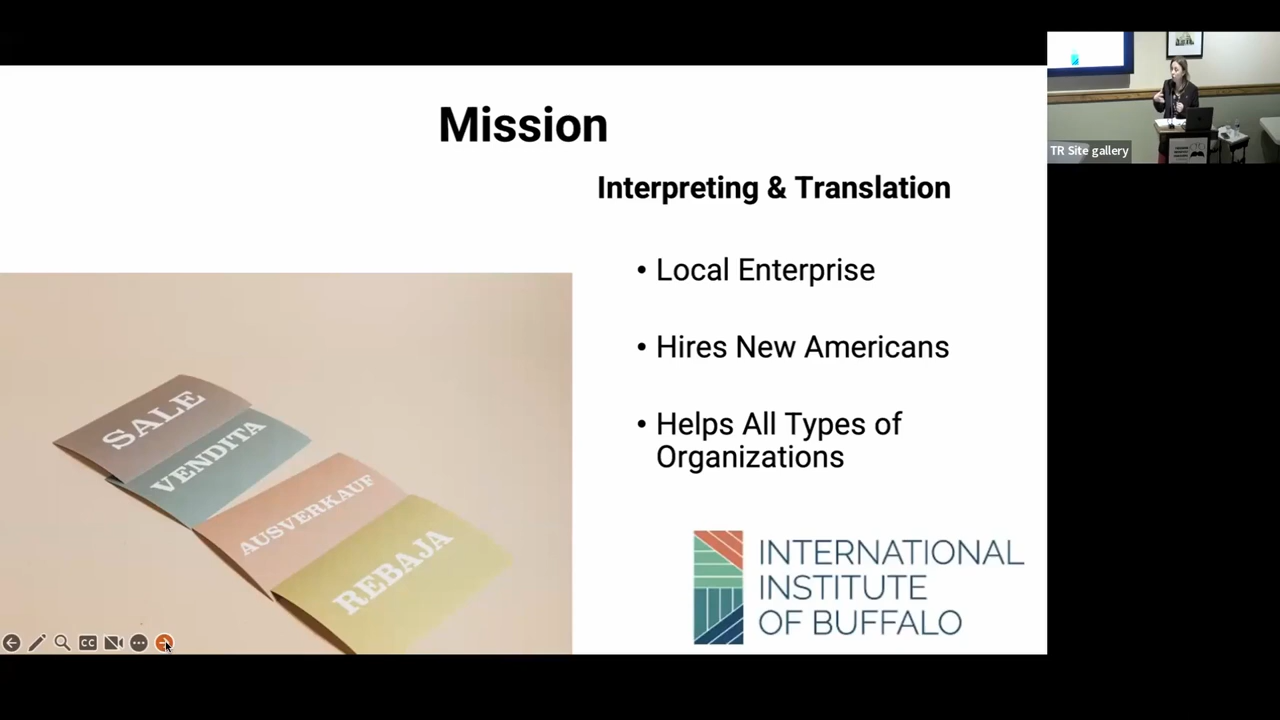 Mission
Interpreting & Translation
• Local Enterprise
• Hires New Americans
• Helps All Types of
Organizations
SALE
VENDITA
AUSVERKAUF
REBAJA
INTERNATIONAL
INSTITUTE
OF BUFFALO
CC
TR Site gallery